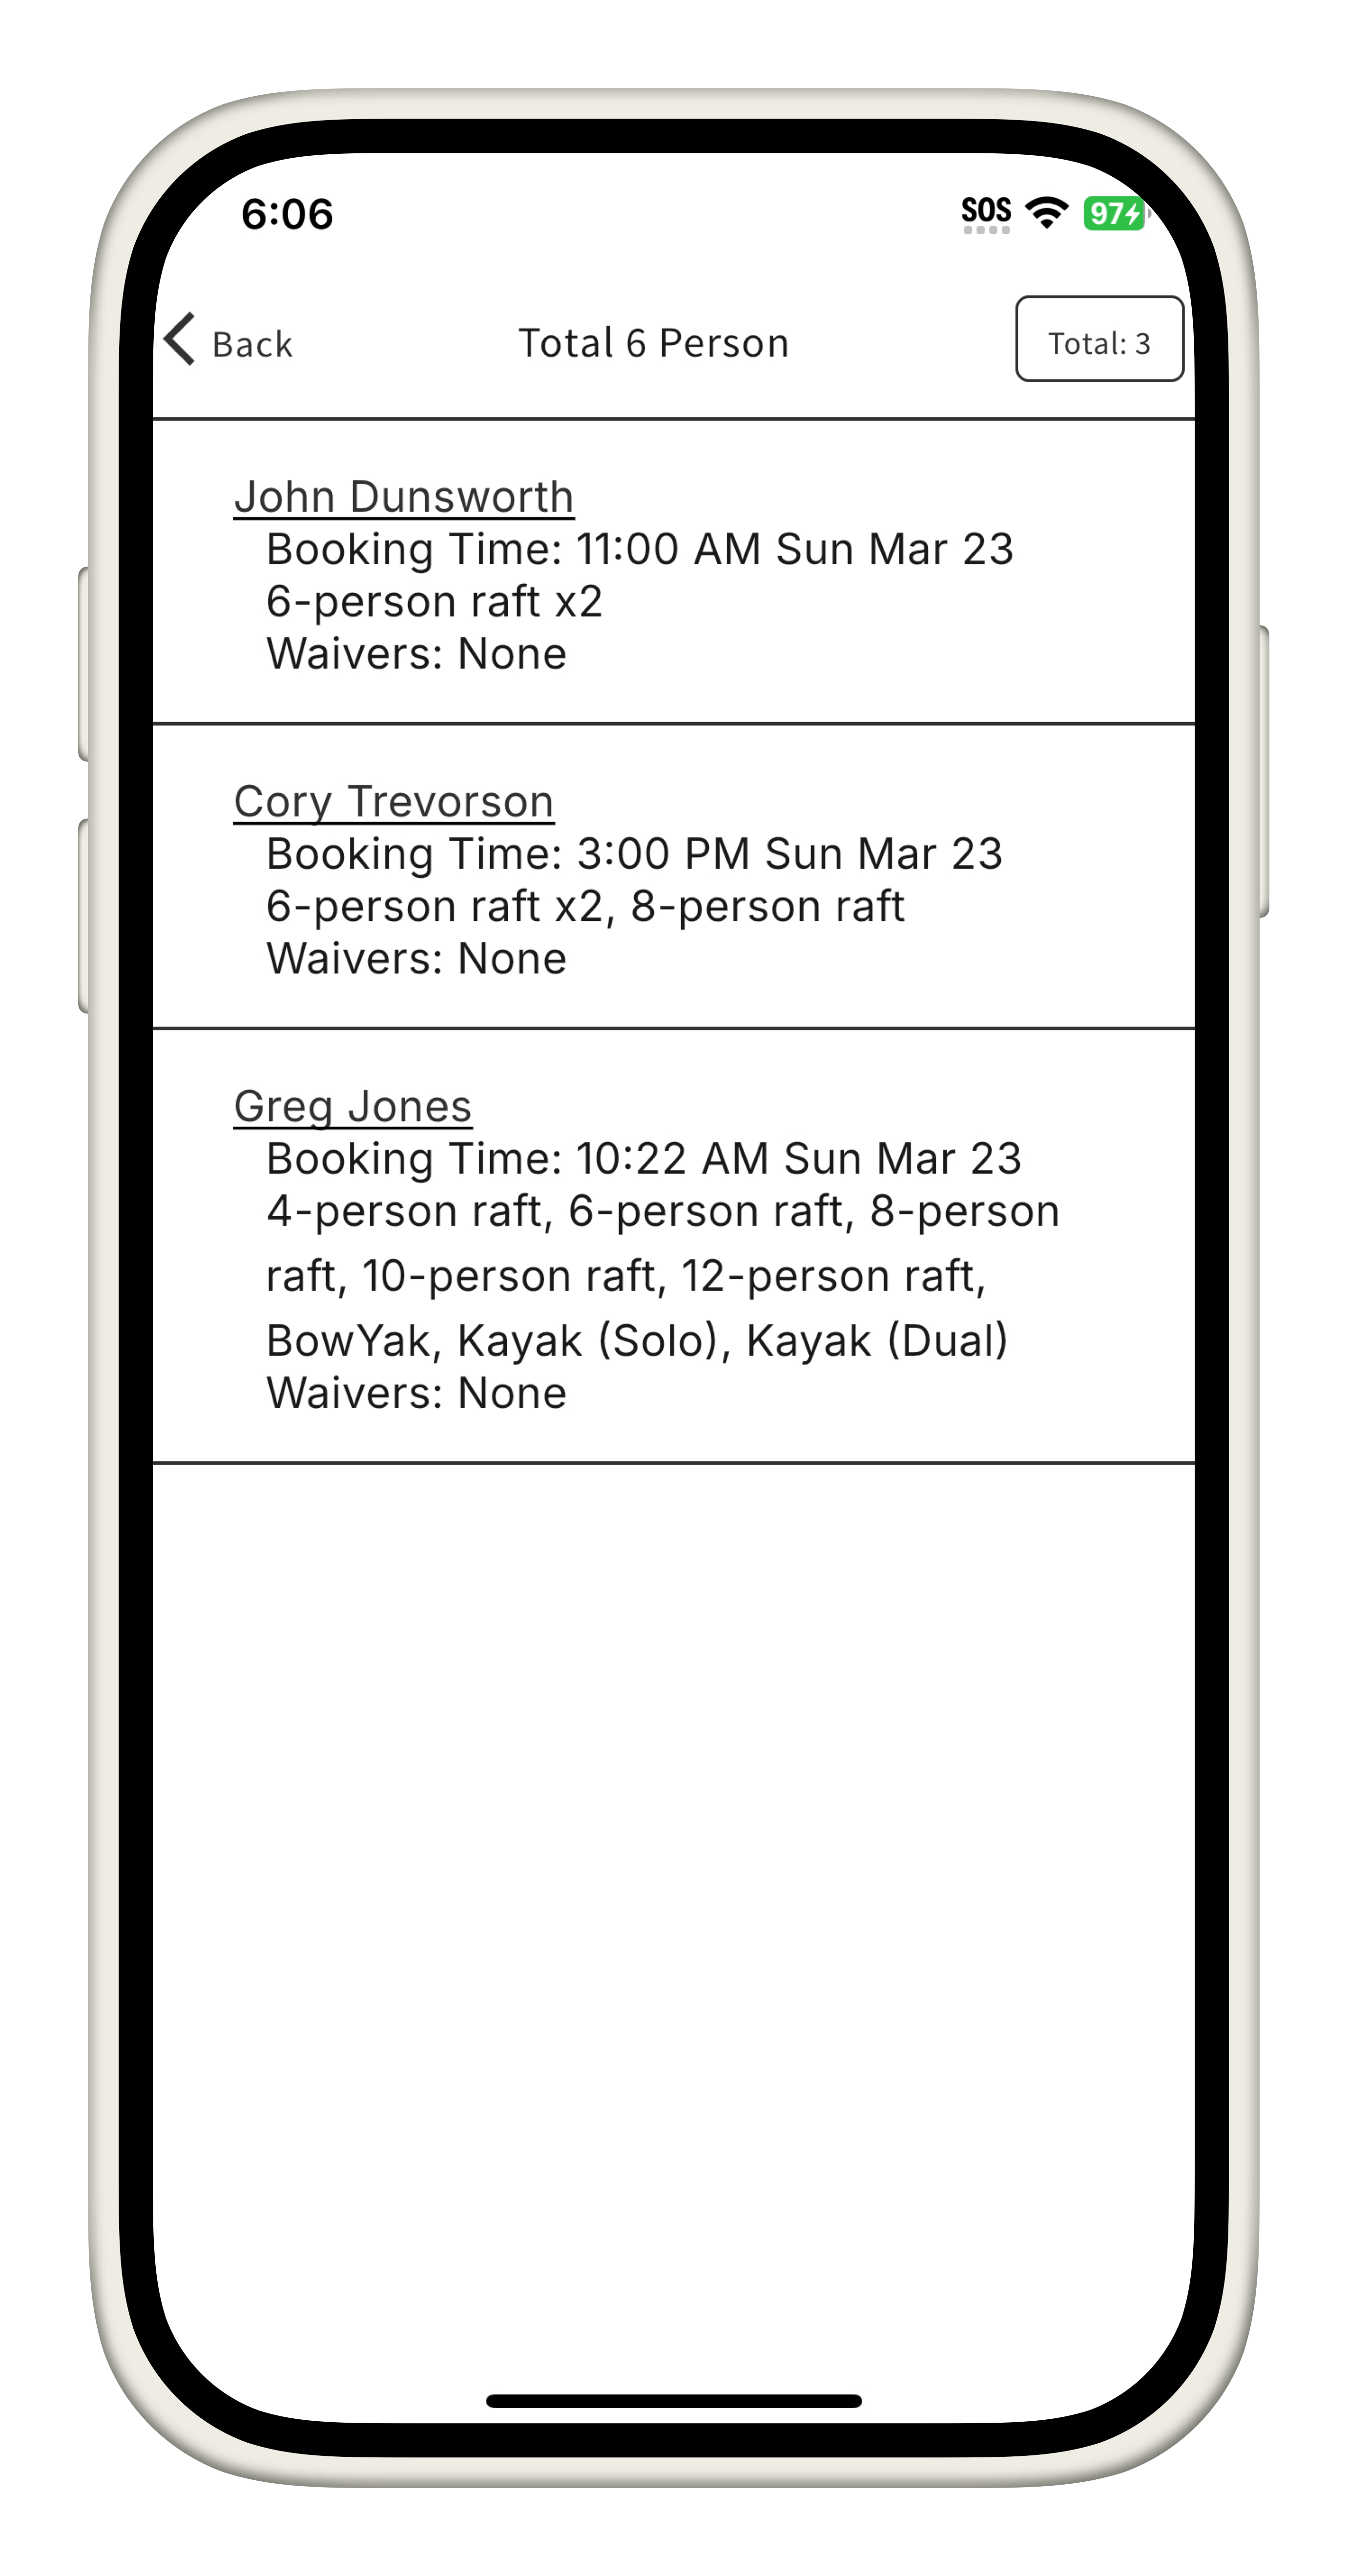 6:06 SOS 97
Back Total 6 Person Total: 3
John Dunsworth
Booking Time: 11:00 AM Sun Mar 23
6-person raft x2
Waivers: None
Cory Trevorson
Booking Time: 3:00 PM Sun Mar 23
6-person raft x2, 8-person raft
Waivers: None
Greg Jones
Booking Time: 10:22 AM Sun Mar 23
4-person raft, 6-person raft, 8-person
raft, 10-person raft, 12-person raft,
BowYak, Kayak (Solo), Kayak (Dual)
Waivers: None